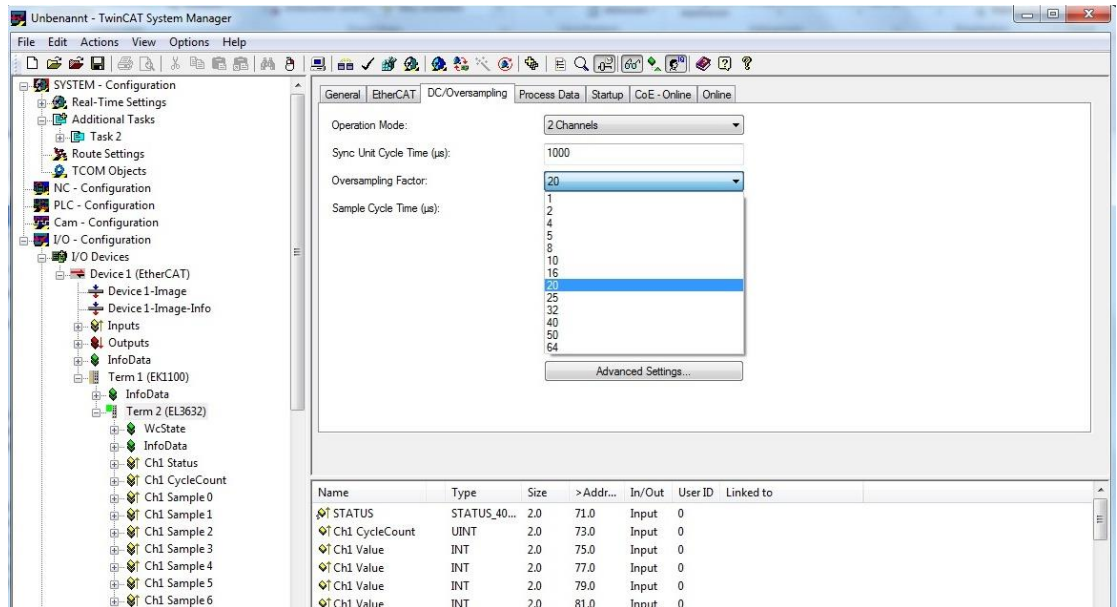 Unbenannt - TwinCAT System Manager
File Edit Actions View Options Help
SYSTEM - Configuration
Real-Time Settings
Additional Tasks
Task 2
Route Settings
TCOM Objects
NC - Configuration
PLC - Configuration
Cam - Configuration
I/O - Configuration
I/O Devices
Device 1 (EtherCAT)
Device 1-Image
Device 1-Image-Info
Inputs
Outputs
InfoData
Term 1 (EK1100)
InfoData
Term 2 (EL3632)
WcState
InfoData
Ch1 Status
Ch1 CycleCount
Ch1 Sample 0
Ch1 Sample 1
Ch1 Sample 2
Ch1 Sample 3
Ch1 Sample 4
Ch1 Sample 5
Ch1 Sample 6
General EtherCAT DC/Oversampling Process Data Startup CoE - Online Online
Operation Mode: 2 Channels
Sync Unit Cycle Time (µs): 1000
Oversampling Factor: 20
Sample Cycle Time (µs):
1
2
4
5
8
10
16
20
25
32
40
50
64
Advanced Settings...
Name Type Size >Addr... In/Out User ID Linked to
STATUS STATUS_40... 2.0 71.0 Input 0
Ch1 CycleCount UINT 2.0 73.0 Input 0
Ch1 Value INT 2.0 75.0 Input 0
Ch1 Value INT 2.0 77.0 Input 0
Ch1 Value INT 2.0 79.0 Input 0
Ch1 Value INT 2.0 81.0 Input 0